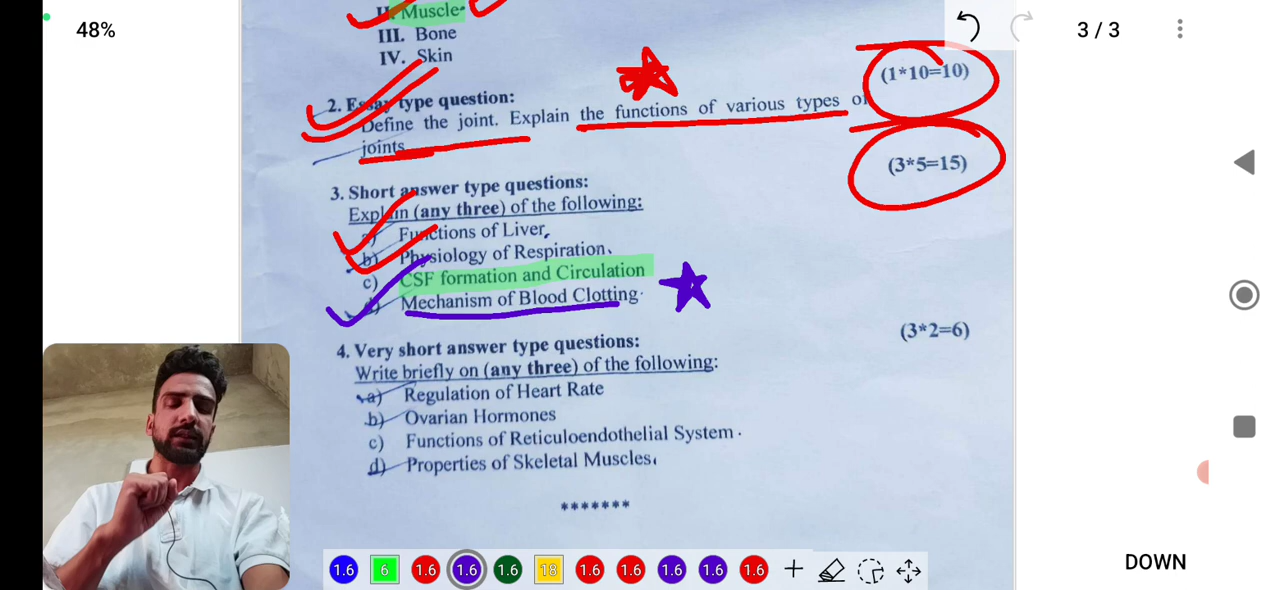 48%
3 / 3
II. Muscle
III. Bone
IV. Skin
(1*10=10)
2. Essay type question:
Define the joint. Explain the functions of various types of
joints
(3*5=15)
3. Short answer type questions:
Explain (any three) of the following:
a) Functions of Liver,
b) Physiology of Respiration
c) CSF formation and Circulation
d) Mechanism of Blood Clotting
(3*2=6)
4. Very short answer type questions:
Write briefly on (any three) of the following:
a) Regulation of Heart Rate
b) Ovarian Hormones
c) Functions of Reticuloendothelial System
d) Properties of Skeletal Muscles
*******
1.6 6 1.6 1.6 1.6 18 1.6 1.6 1.6 1.6 1.6
DOWN